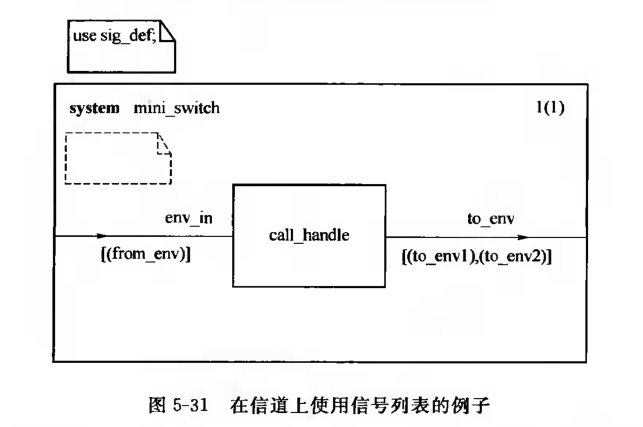 use sig_def;
system mini_switch 1(1)
env_in
call_handle
to_env
[(from_env)]
[(to_env1),(to_env2)]
图 5-31 在信道上使用信号列表的例子